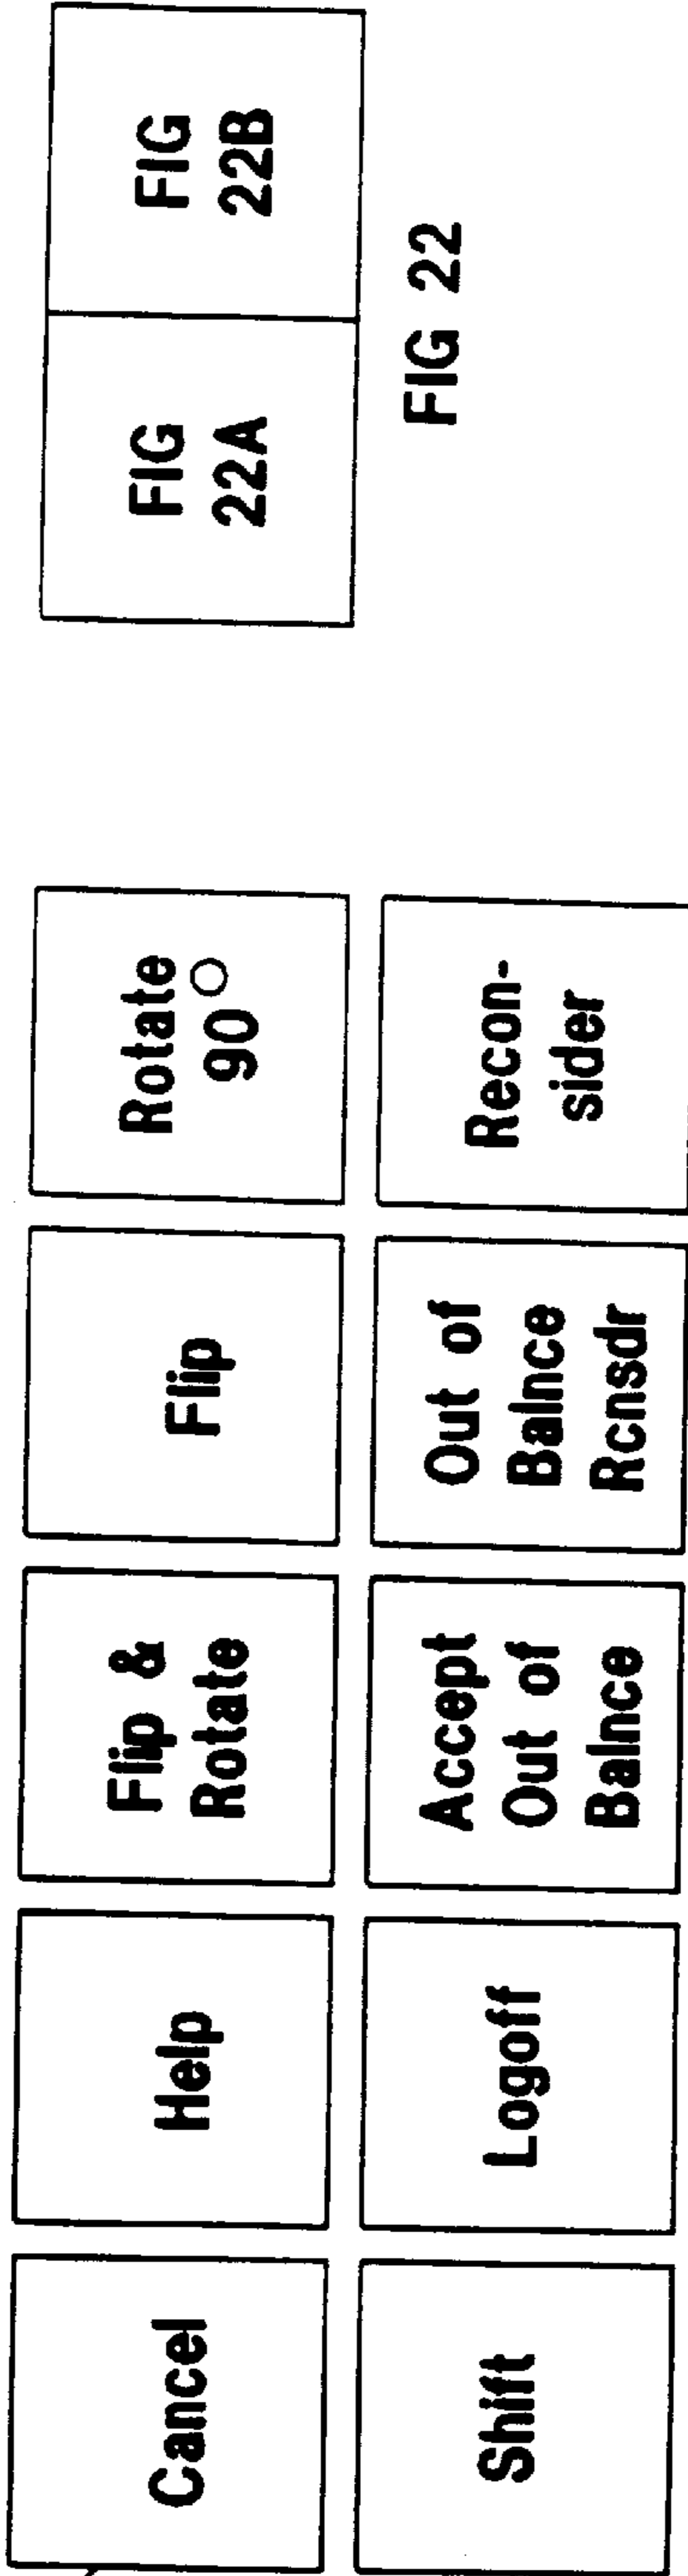 Cancel
Help
Flip &
Rotate
Flip
Rotate
90°
Shift
Logoff
Accept
Out of
Balnce
Out of
Balnce
Rcnsdr
Recon-
sider
FIG
22A
FIG
22B
FIG 22